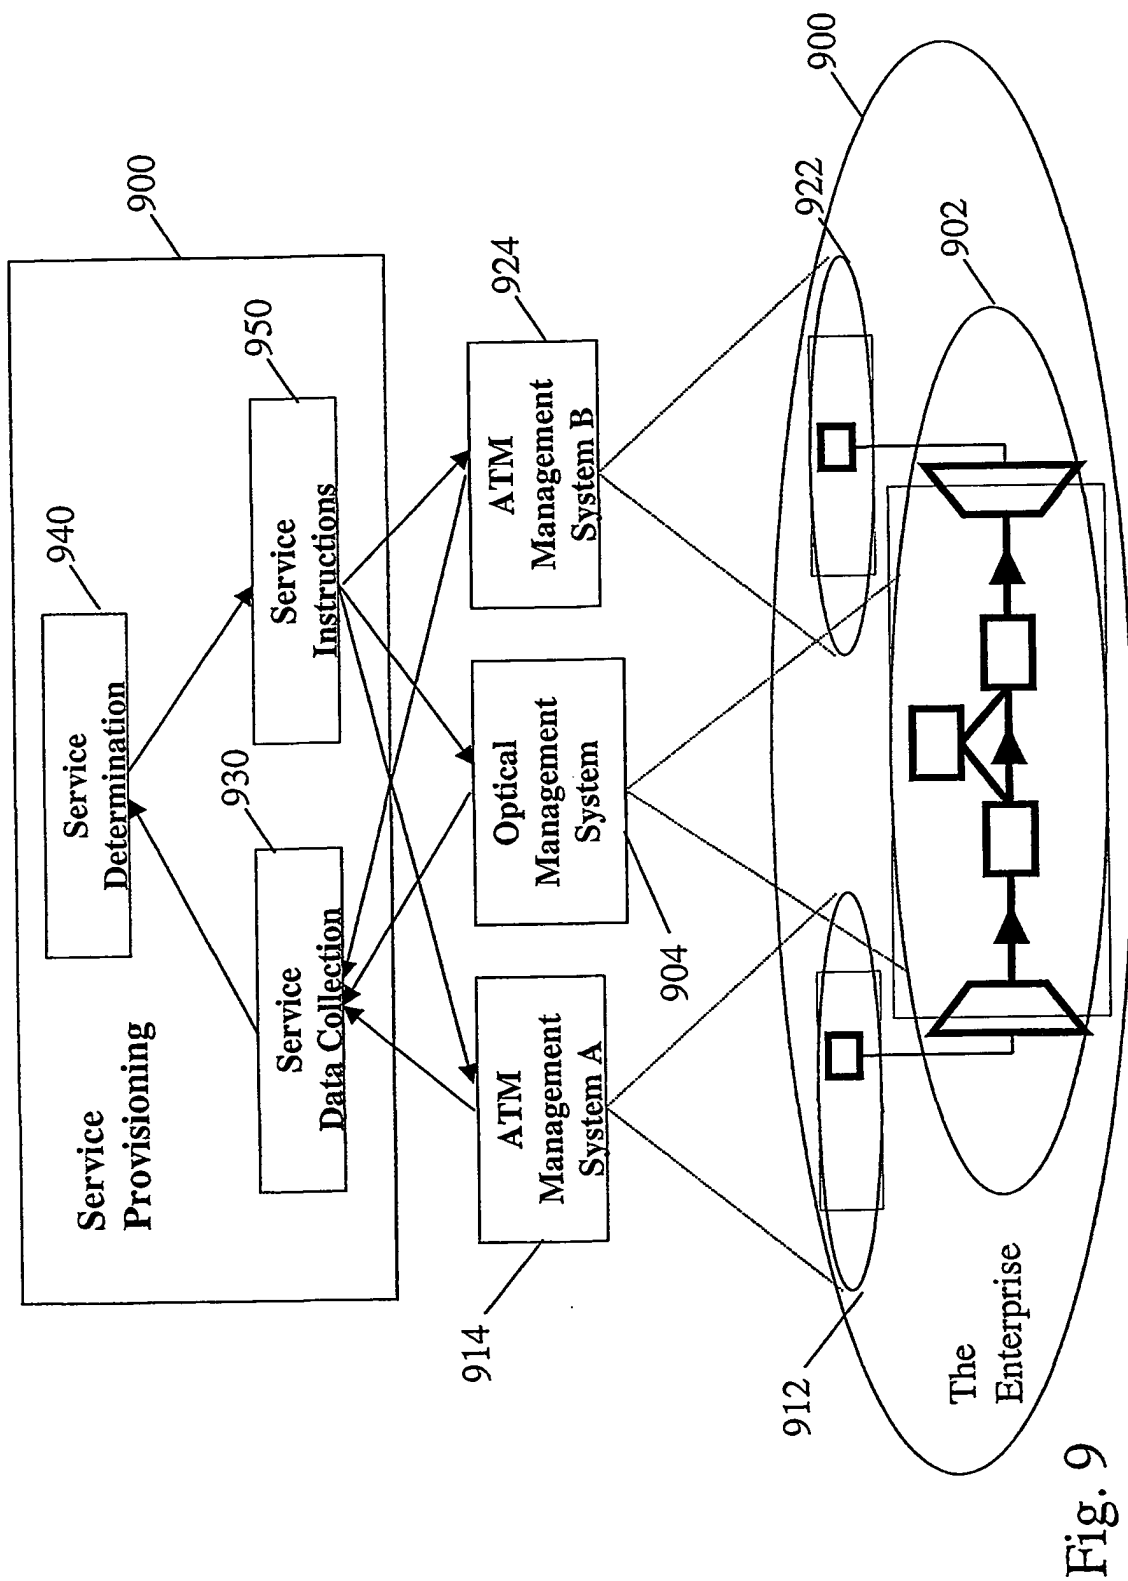 900
Service
Provisioning
940
Service
Determination
950
Service
Instructions
930
Service
Data Collection
914
ATM
Management
System A
904
Optical
Management
System
924
ATM
Management
System B
912
922
900
902
The
Enterprise
Fig. 9